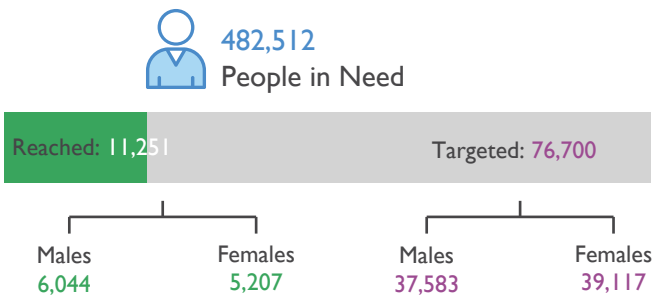 482,512
People in Need
Reached: 11,251
Targeted: 76,700
Males
Females
Males
Females
6,044
5,207
37,583
39,117